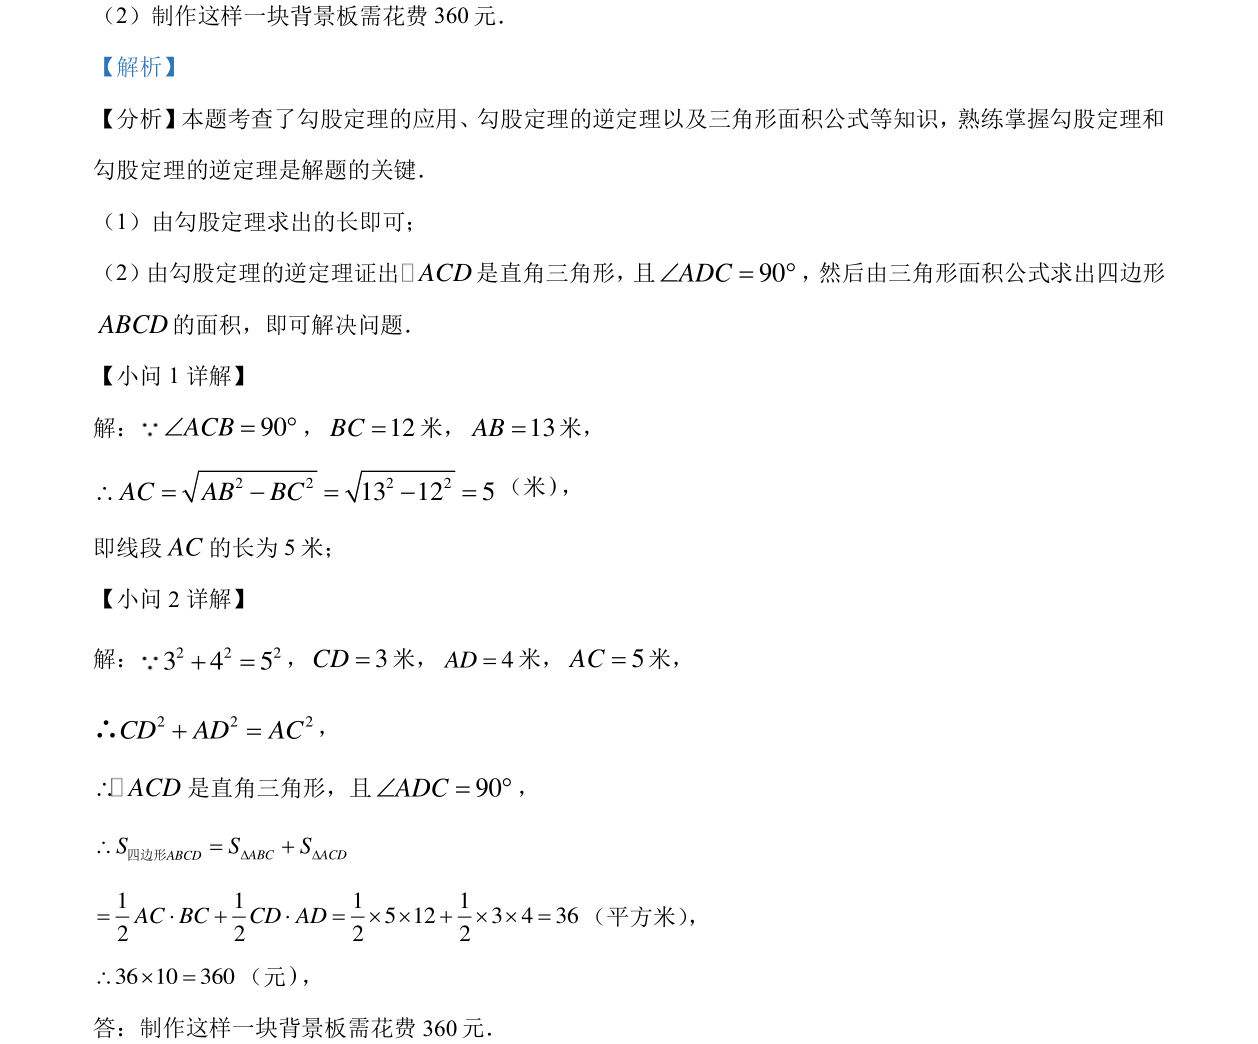 （2）制作这样一块背景板需花费 360 元．
【解析】
【分析】本题考查了勾股定理的应用、勾股定理的逆定理以及三角形面积公式等知识，熟练掌握勾股定理和
勾股定理的逆定理是解题的关键．
（1）由勾股定理求出的长即可；
（2）由勾股定理的逆定理证出□ACD 是直角三角形，且∠ADC＝90°，然后由三角形面积公式求出四边形
ABCD 的面积，即可解决问题．
【小问 1 详解】
解：∵∠ACB＝90°，BC＝12 米，AB＝13 米，
∴AC＝√(AB²－BC²)＝√(13²－12²)＝5（米），
即线段 AC 的长为 5 米；
【小问 2 详解】
解：∵3²＋4²＝5²，CD＝3 米，AD＝4 米，AC＝5 米，
∴CD²＋AD²＝AC²，
∴□ACD 是直角三角形，且∠ADC＝90°，
∴S四边形ABCD＝SΔABC＋SΔACD
＝1/2 AC·BC＋1/2 CD·AD＝1/2×5×12＋1/2×3×4＝36（平方米），
∴36×10＝360（元），
答：制作这样一块背景板需花费 360 元．